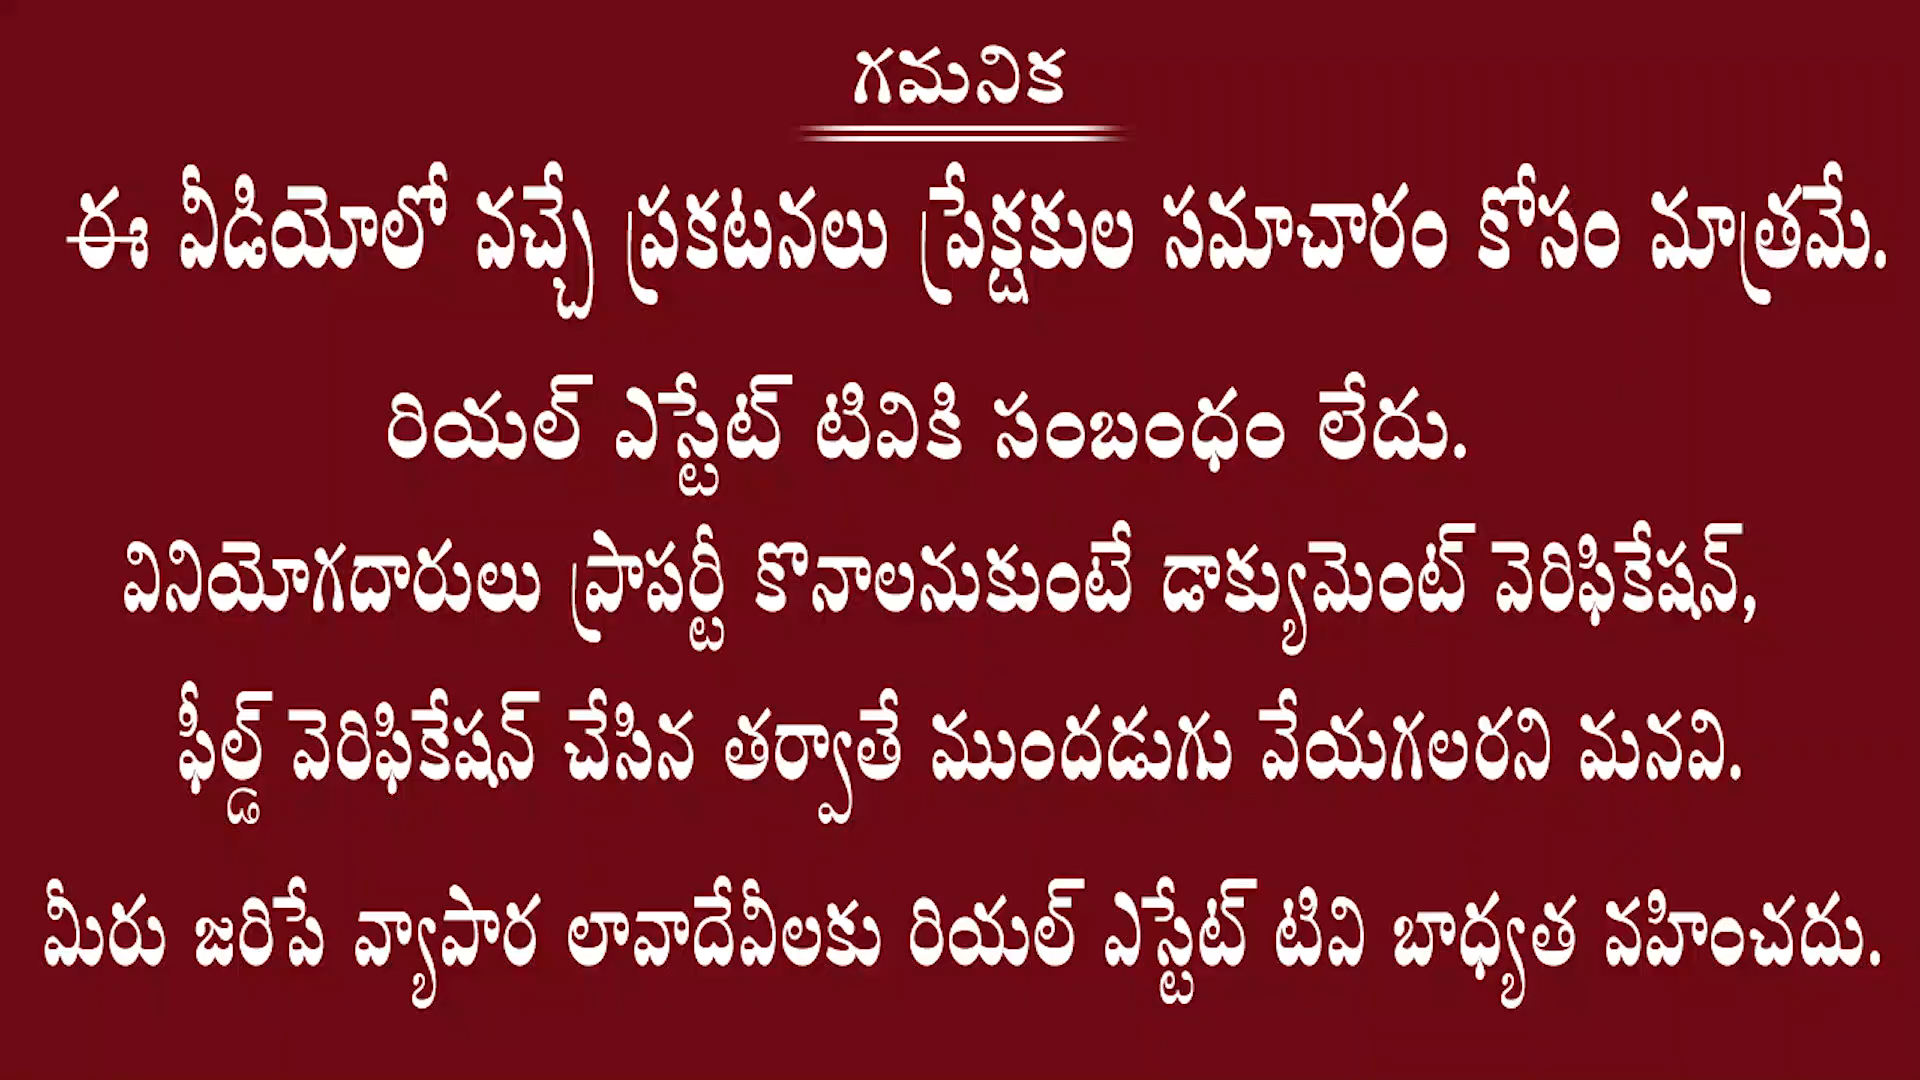 గమనిక
ఈ వీడియోలో వచ్చే ప్రకటనలు ప్రేక్షకుల సమాచారం కోసం మాత్రమే.
రియల్ ఎస్టేట్ టివికి సంబంధం లేదు.
వినియోగదారులు ప్రాపర్టీ కొనాలనుకుంటే డాక్యుమెంట్ వెరిఫికేషన్,
ఫీల్డ్ వెరిఫికేషన్ చేసిన తర్వాతే ముందడుగు వేయగలరని మనవి.
మీరు జరిపే వ్యాపార లావాదేవీలకు రియల్ ఎస్టేట్ టివి బాధ్యత వహించదు.